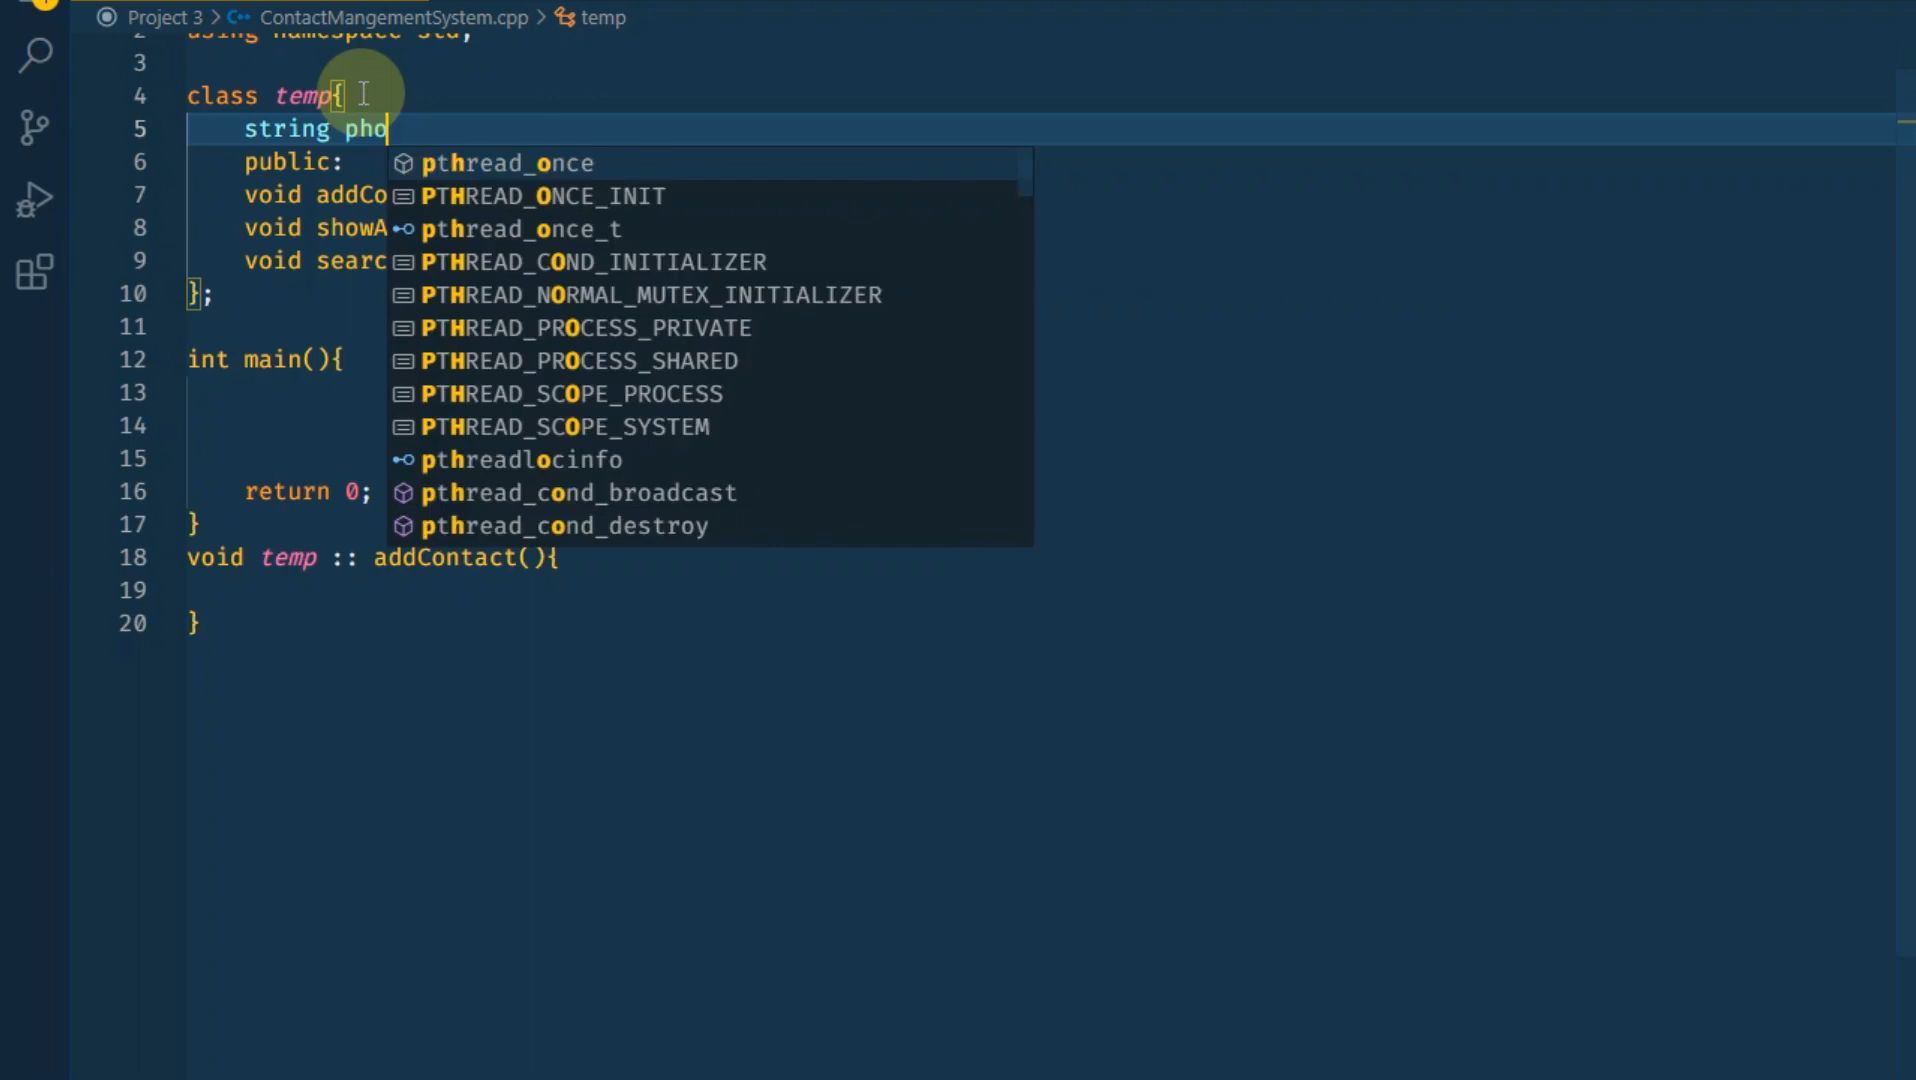 Project 3 > ContactMangementSystem.cpp > temp
2 using namespace std;
3
4 class temp{
5 string pho
6 public:
7 void addCo
8 void showA
9 void searc
10 };
11
12 int main(){
13
14
15
16 return 0;
17 }
18 void temp :: addContact(){
19
20 }
pthread_once
PTHREAD_ONCE_INIT
pthread_once_t
PTHREAD_COND_INITIALIZER
PTHREAD_NORMAL_MUTEX_INITIALIZER
PTHREAD_PROCESS_PRIVATE
PTHREAD_PROCESS_SHARED
PTHREAD_SCOPE_PROCESS
PTHREAD_SCOPE_SYSTEM
pthreadlocinfo
pthread_cond_broadcast
pthread_cond_destroy